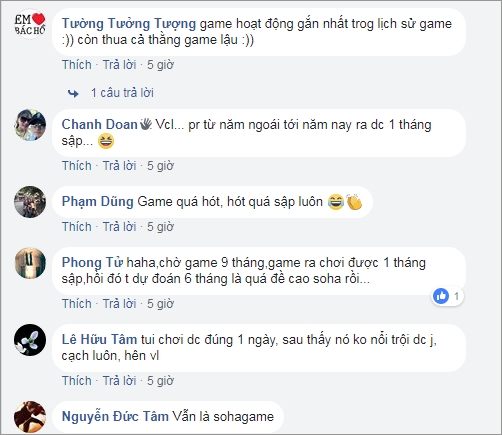 EM BÁC HỒ
Tường Tưởng Tượng game hoạt động gắn nhất trog lịch sử game
:)) còn thua cả thằng game lậu :))
Thích · Trả lời · 5 giờ
1 câu trả lời
Chanh Doan Vcl... pr từ năm ngoái tới năm nay ra dc 1 tháng
sập...
Thích · Trả lời · 5 giờ
Phạm Dũng Game quá hót, hót quá sập luôn
Thích · Trả lời · 5 giờ
Phong Tử haha,chờ game 9 tháng,game ra chơi được 1 tháng
sập,hồi đó t dự đoán 6 tháng là quá đề cao soha rồi...
1
Thích · Trả lời · 5 giờ
Lê Hữu Tâm tui chơi dc đúng 1 ngày, sau thấy nó ko nổi trội dc j,
cạch luôn, hên vl
Thích · Trả lời · 5 giờ
Nguyễn Đức Tâm Vẫn là sohagame